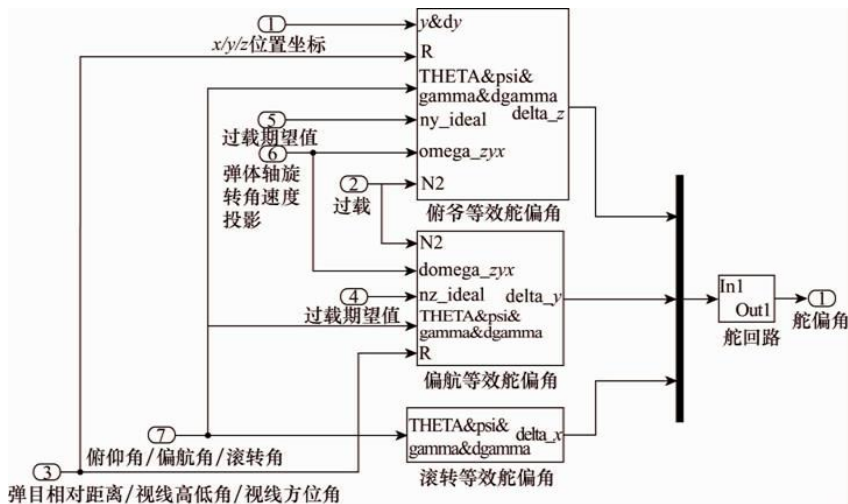 1
x/y/z位置坐标
5
过载期望值
6
弹体轴旋
转角速度
投影
2
过载
y&dy
R
THETA&psi&
gamma&dgamma
delta_z
ny_ideal
omega_zyx
N2
俯爷等效舵偏角
N2
domega_zyx
4
nz_ideal
delta_y
过载期望值
THETA&psi&
gamma&dgamma
R
偏航等效舵偏角
7
俯仰角/偏航角/滚转角
THETA&psi&
gamma&dgamma
delta_x
滚转等效舵偏角
3
弹目相对距离/视线高低角/视线方位角
In1
Out1
舵回路
1
舵偏角